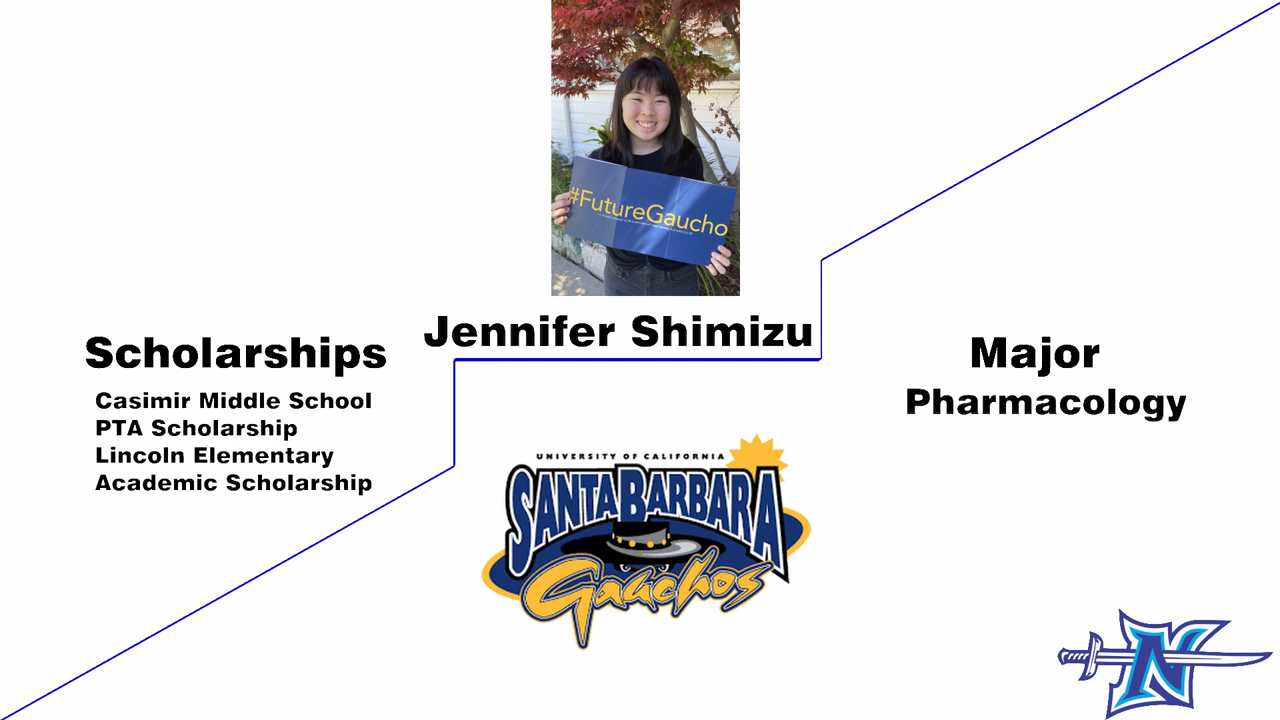 #FutureGaucho
Jennifer Shimizu
Scholarships
Casimir Middle School
PTA Scholarship
Lincoln Elementary
Academic Scholarship
Major
Pharmacology
UNIVERSITY OF CALIFORNIA
SANTA BARBARA
Gauchos
N